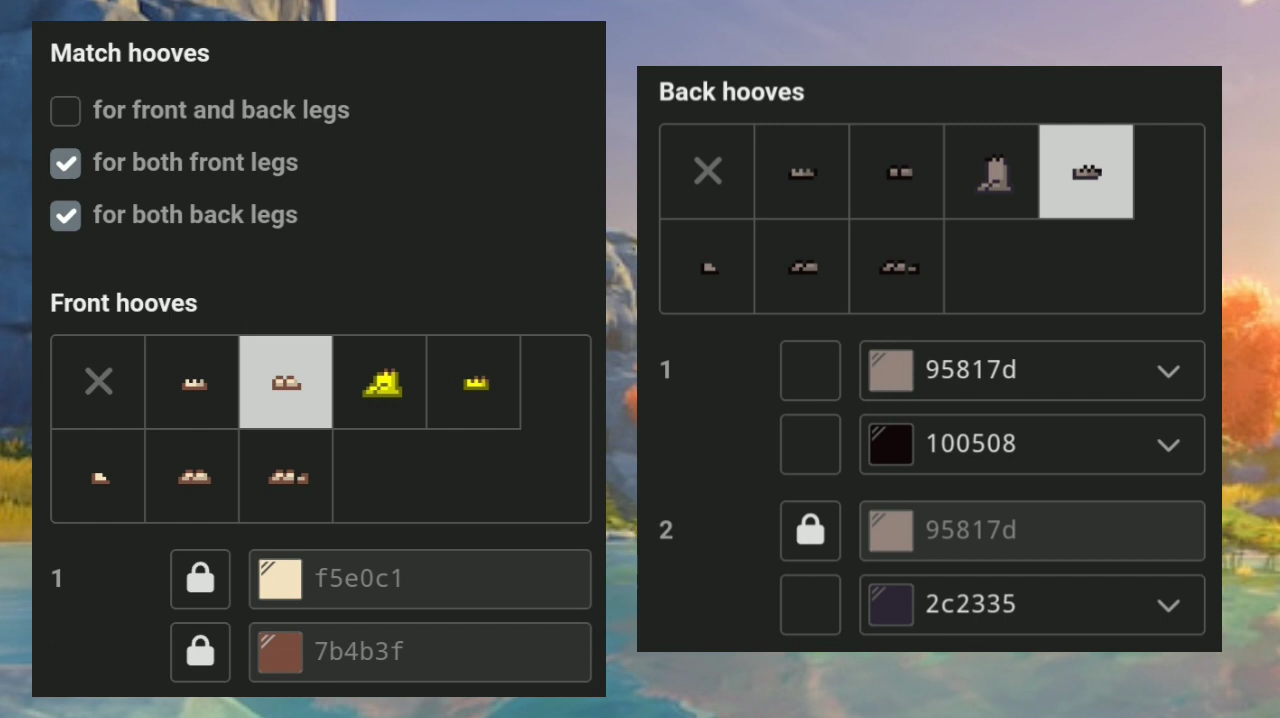 Match hooves
for front and back legs
for both front legs
for both back legs
Front hooves
1
f5e0c1
7b4b3f
Back hooves
1
95817d
100508
2
95817d
2c2335